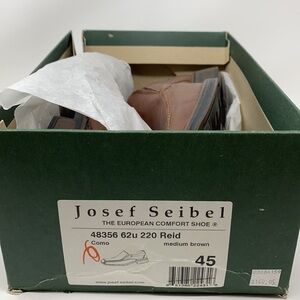 Josef Seibel
THE EUROPEAN COMFORT SHOE ®
48356 62u 220 Reid
Como
medium brown
45
www.josef-seibel.com